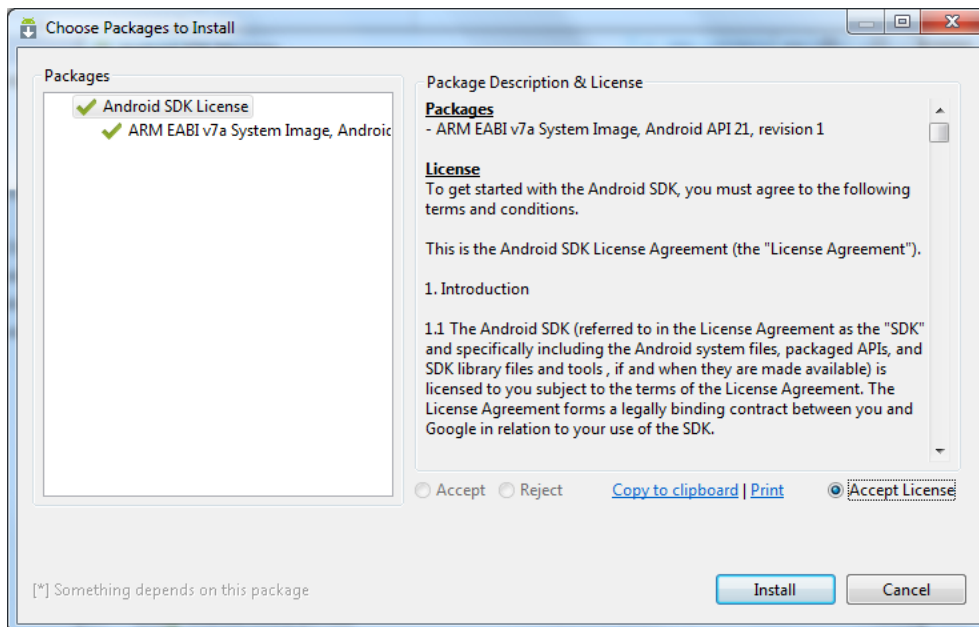 Choose Packages to Install
Packages
Android SDK License
ARM EABI v7a System Image, Android
Package Description & License
Packages
- ARM EABI v7a System Image, Android API 21, revision 1
License
To get started with the Android SDK, you must agree to the following
terms and conditions.
This is the Android SDK License Agreement (the "License Agreement").
1. Introduction
1.1 The Android SDK (referred to in the License Agreement as the "SDK"
and specifically including the Android system files, packaged APIs, and
SDK library files and tools , if and when they are made available) is
licensed to you subject to the terms of the License Agreement. The
License Agreement forms a legally binding contract between you and
Google in relation to your use of the SDK.
Accept Reject Copy to clipboard | Print Accept License
[*] Something depends on this package
Install Cancel